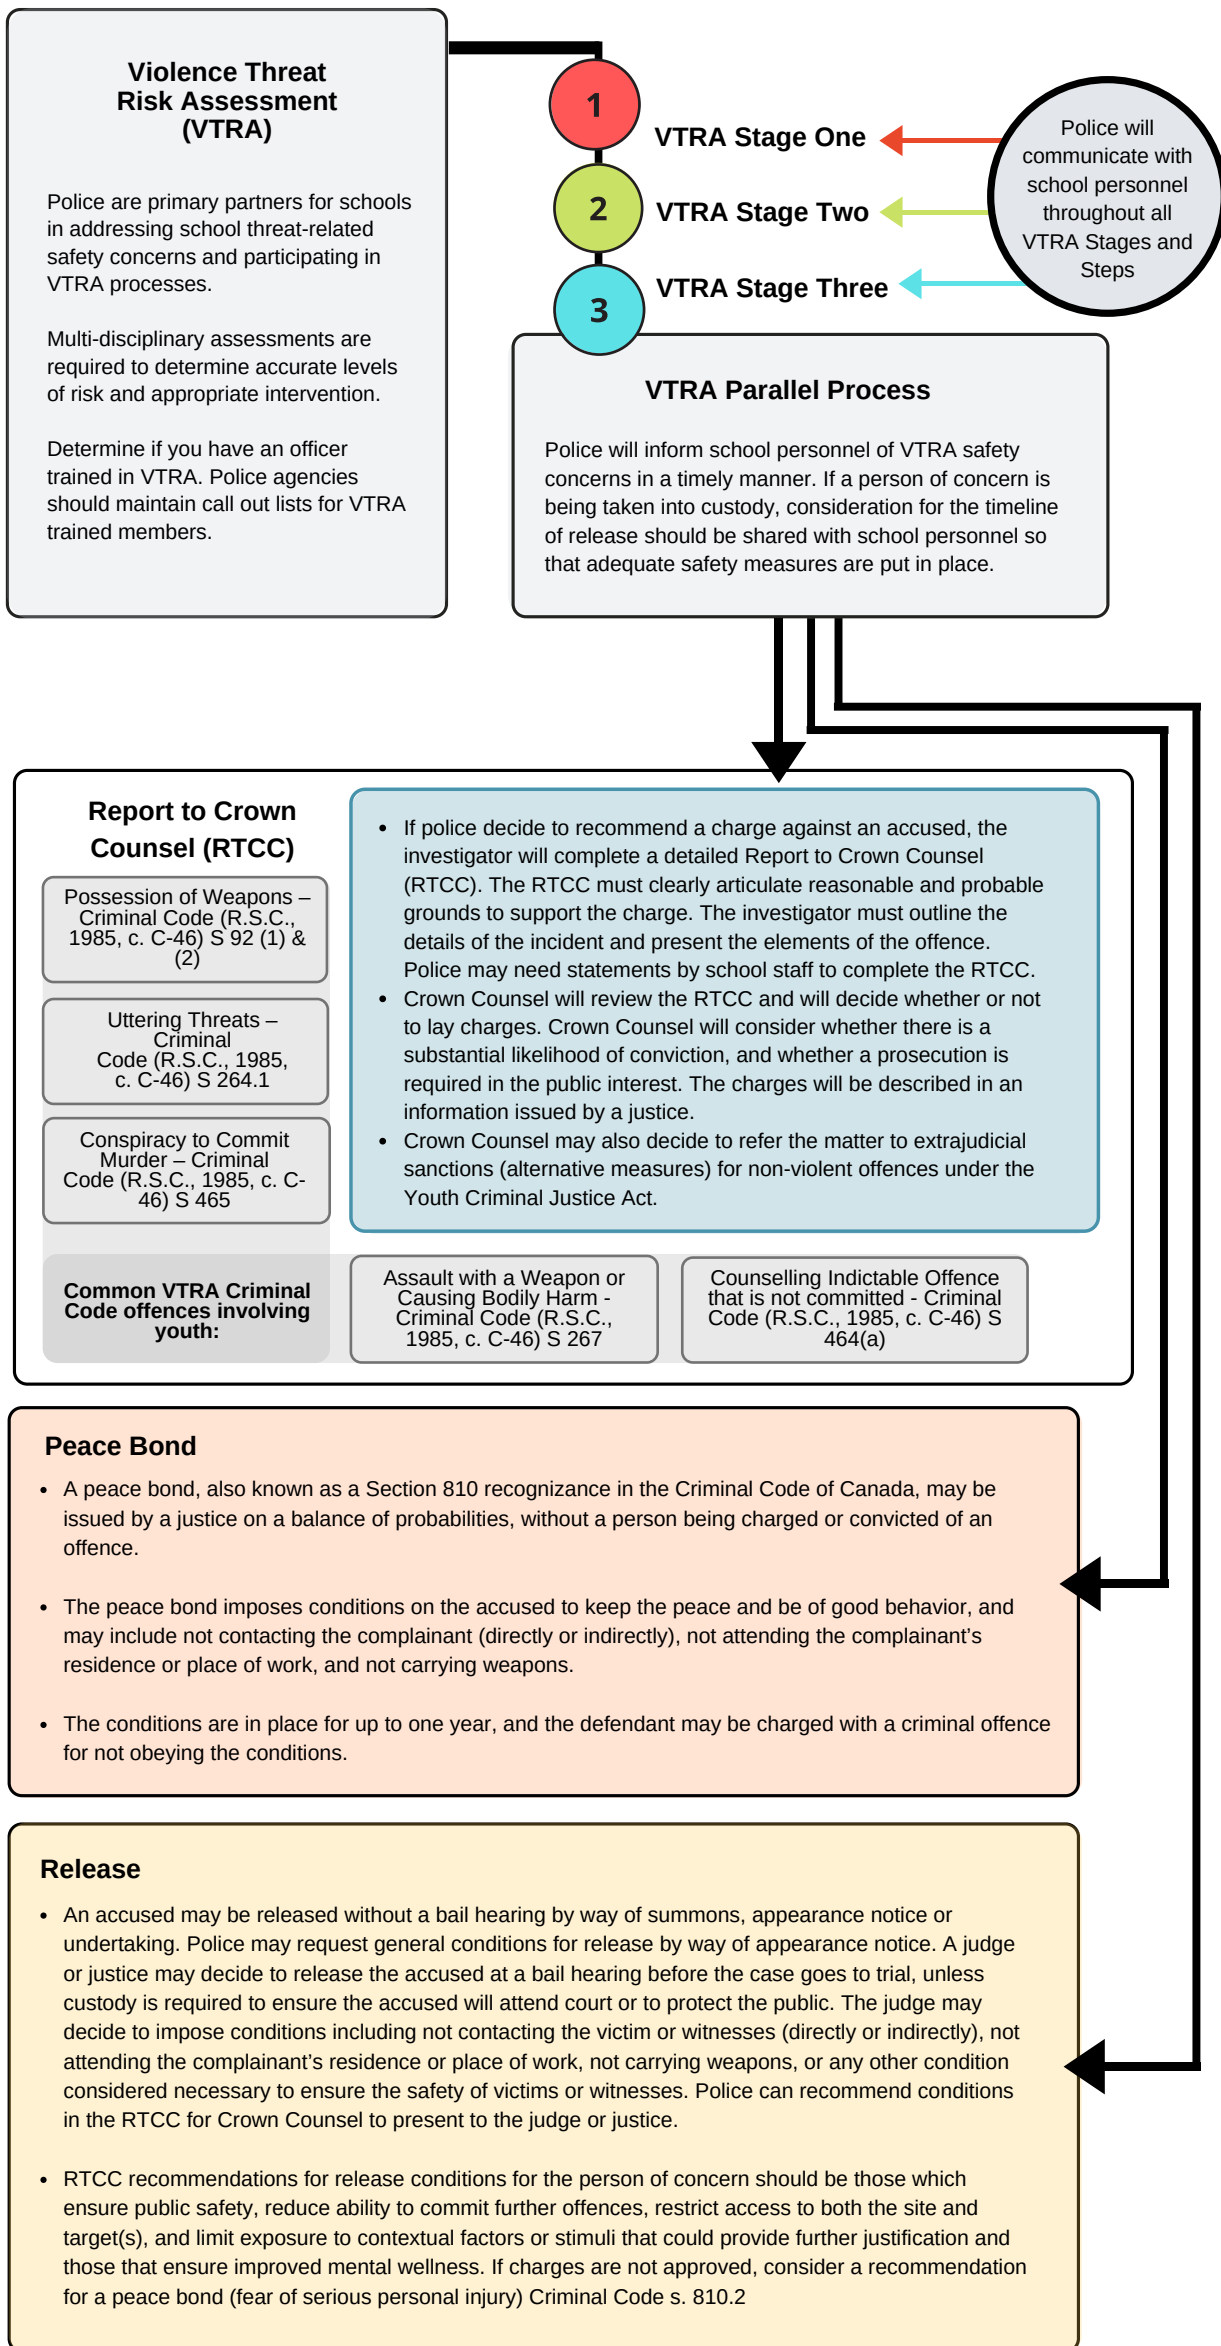 Violence Threat
Risk Assessment
(VTRA)
Police are primary partners for schools
in addressing school threat-related
safety concerns and participating in
VTRA processes.
Multi-disciplinary assessments are
required to determine accurate levels
of risk and appropriate intervention.
Determine if you have an officer
trained in VTRA. Police agencies
should maintain call out lists for VTRA
trained members.
1
VTRA Stage One
2
VTRA Stage Two
3
VTRA Stage Three
Police will
communicate with
school personnel
throughout all
VTRA Stages and
Steps
VTRA Parallel Process
Police will inform school personnel of VTRA safety
concerns in a timely manner. If a person of concern is
being taken into custody, consideration for the timeline
of release should be shared with school personnel so
that adequate safety measures are put in place.
Report to Crown
Counsel (RTCC)
Possession of Weapons –
Criminal Code (R.S.C.,
1985, c. C-46) S 92 (1) &
(2)
Uttering Threats –
Criminal
Code (R.S.C., 1985,
c. C-46) S 264.1
Conspiracy to Commit
Murder – Criminal
Code (R.S.C., 1985, c. C-
46) S 465
• If police decide to recommend a charge against an accused, the
investigator will complete a detailed Report to Crown Counsel
(RTCC). The RTCC must clearly articulate reasonable and probable
grounds to support the charge. The investigator must outline the
details of the incident and present the elements of the offence.
Police may need statements by school staff to complete the RTCC.
• Crown Counsel will review the RTCC and will decide whether or not
to lay charges. Crown Counsel will consider whether there is a
substantial likelihood of conviction, and whether a prosecution is
required in the public interest. The charges will be described in an
information issued by a justice.
• Crown Counsel may also decide to refer the matter to extrajudicial
sanctions (alternative measures) for non-violent offences under the
Youth Criminal Justice Act.
Common VTRA Criminal
Code offences involving
youth:
Assault with a Weapon or
Causing Bodily Harm -
Criminal Code (R.S.C.,
1985, c. C-46) S 267
Counselling Indictable Offence
that is not committed - Criminal
Code (R.S.C., 1985, c. C-46) S
464(a)
Peace Bond
• A peace bond, also known as a Section 810 recognizance in the Criminal Code of Canada, may be
issued by a justice on a balance of probabilities, without a person being charged or convicted of an
offence.
• The peace bond imposes conditions on the accused to keep the peace and be of good behavior, and
may include not contacting the complainant (directly or indirectly), not attending the complainant's
residence or place of work, and not carrying weapons.
• The conditions are in place for up to one year, and the defendant may be charged with a criminal offence
for not obeying the conditions.
Release
• An accused may be released without a bail hearing by way of summons, appearance notice or
undertaking. Police may request general conditions for release by way of appearance notice. A judge
or justice may decide to release the accused at a bail hearing before the case goes to trial, unless
custody is required to ensure the accused will attend court or to protect the public. The judge may
decide to impose conditions including not contacting the victim or witnesses (directly or indirectly), not
attending the complainant's residence or place of work, not carrying weapons, or any other condition
considered necessary to ensure the safety of victims or witnesses. Police can recommend conditions
in the RTCC for Crown Counsel to present to the judge or justice.
• RTCC recommendations for release conditions for the person of concern should be those which
ensure public safety, reduce ability to commit further offences, restrict access to both the site and
target(s), and limit exposure to contextual factors or stimuli that could provide further justification and
those that ensure improved mental wellness. If charges are not approved, consider a recommendation
for a peace bond (fear of serious personal injury) Criminal Code s. 810.2